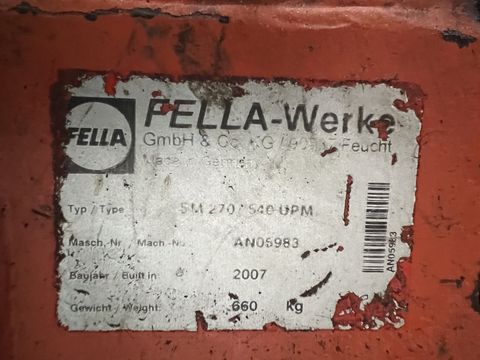 FELLA
FELLA-Werke
GmbH & Co. KG / Feucht
Made in Germany
Typ / Type SM 270 / 540 UPM
Masch.-Nr. / Mach.-No. AN05983
Baujahr / Built in 2007
Gewicht / Weight: 660 kg
AN05983